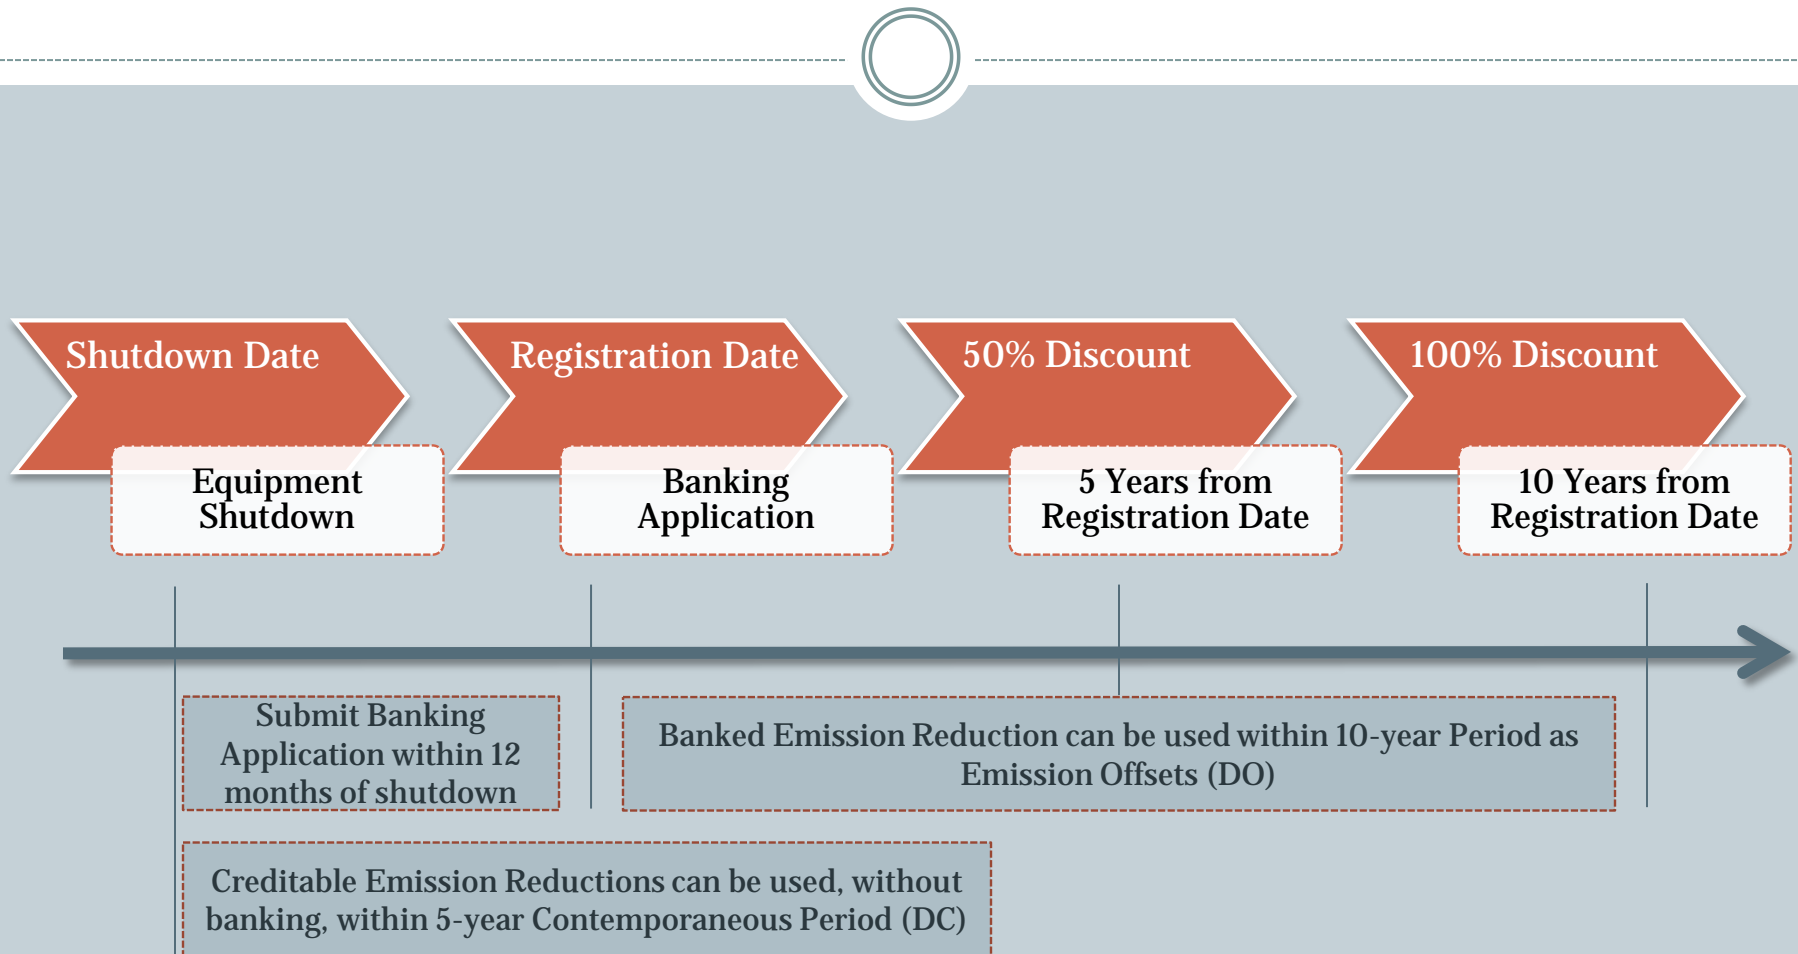 Shutdown Date
Equipment
Shutdown
Registration Date
Banking
Application
50% Discount
5 Years from
Registration Date
100% Discount
10 Years from
Registration Date
Submit Banking
Application within 12
months of shutdown
Banked Emission Reduction can be used within 10-year Period as
Emission Offsets (DO)
Creditable Emission Reductions can be used, without
banking, within 5-year Contemporaneous Period (DC)